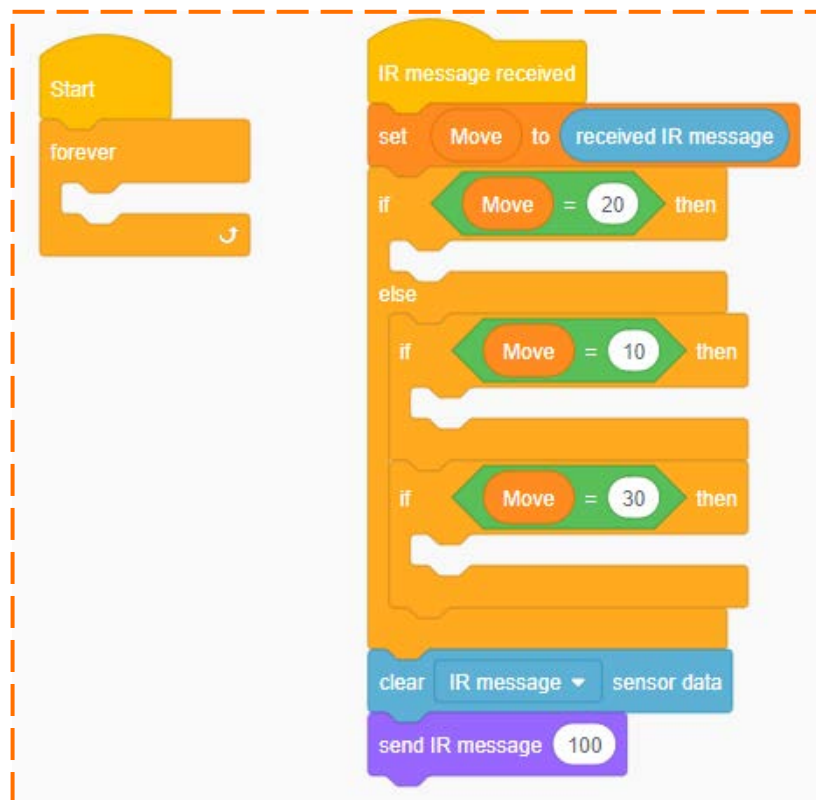 Start
forever
IR message received
set Move to received IR message
if Move = 20 then
else
if Move = 10 then
if Move = 30 then
clear IR message sensor data
send IR message 100